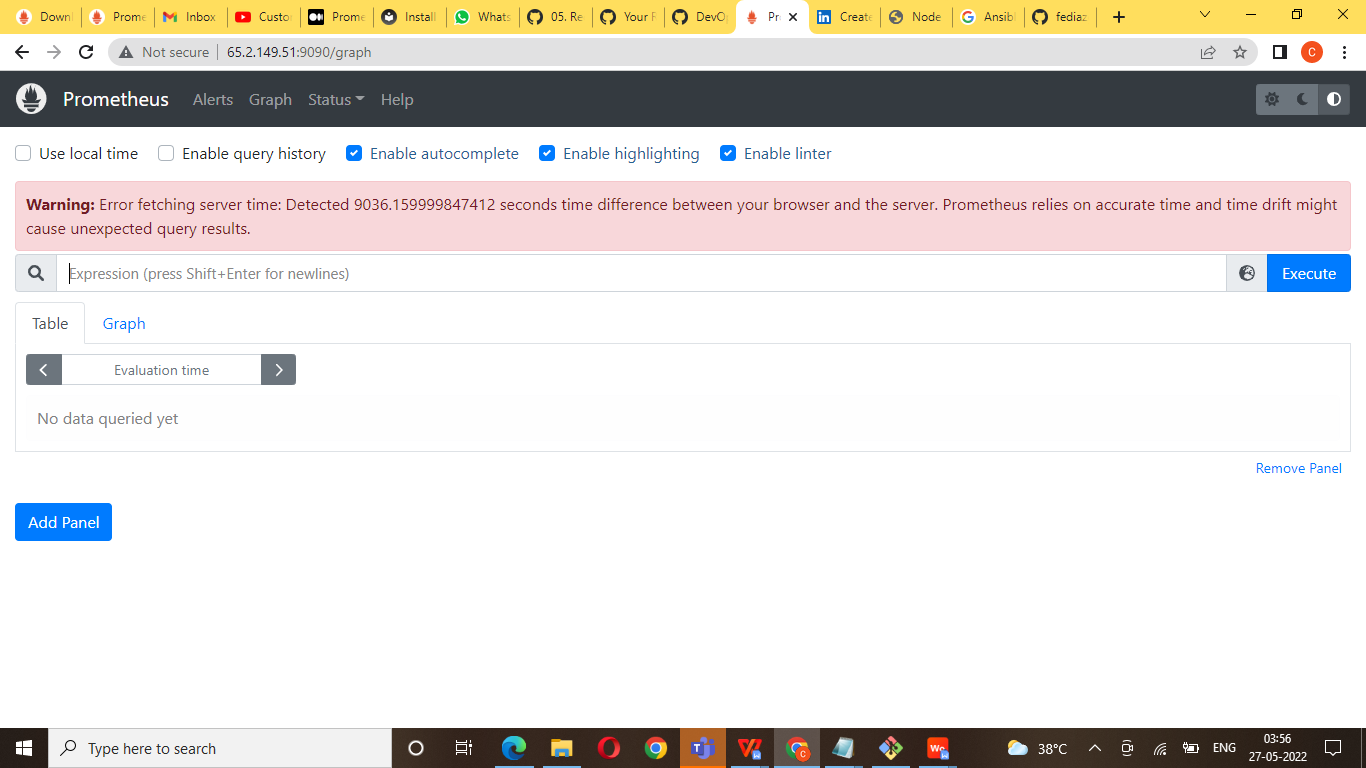 Downl
Prome
Inbox
Custo
Prome
Install
Whats
05. Re
Your F
DevOp
Pr
Create
Node
Ansib
fediaz
Not secure 65.2.149.51:9090/graph C
Prometheus Alerts Graph Status Help
Use local time Enable query history Enable autocomplete Enable highlighting Enable linter
Warning: Error fetching server time: Detected 9036.159999847412 seconds time difference between your browser and the server. Prometheus relies on accurate time and time drift might
cause unexpected query results.
Expression (press Shift+Enter for newlines) Execute
Table Graph
Evaluation time
No data queried yet
Remove Panel
Add Panel
Type here to search 38°C ENG 03:56
27-05-2022